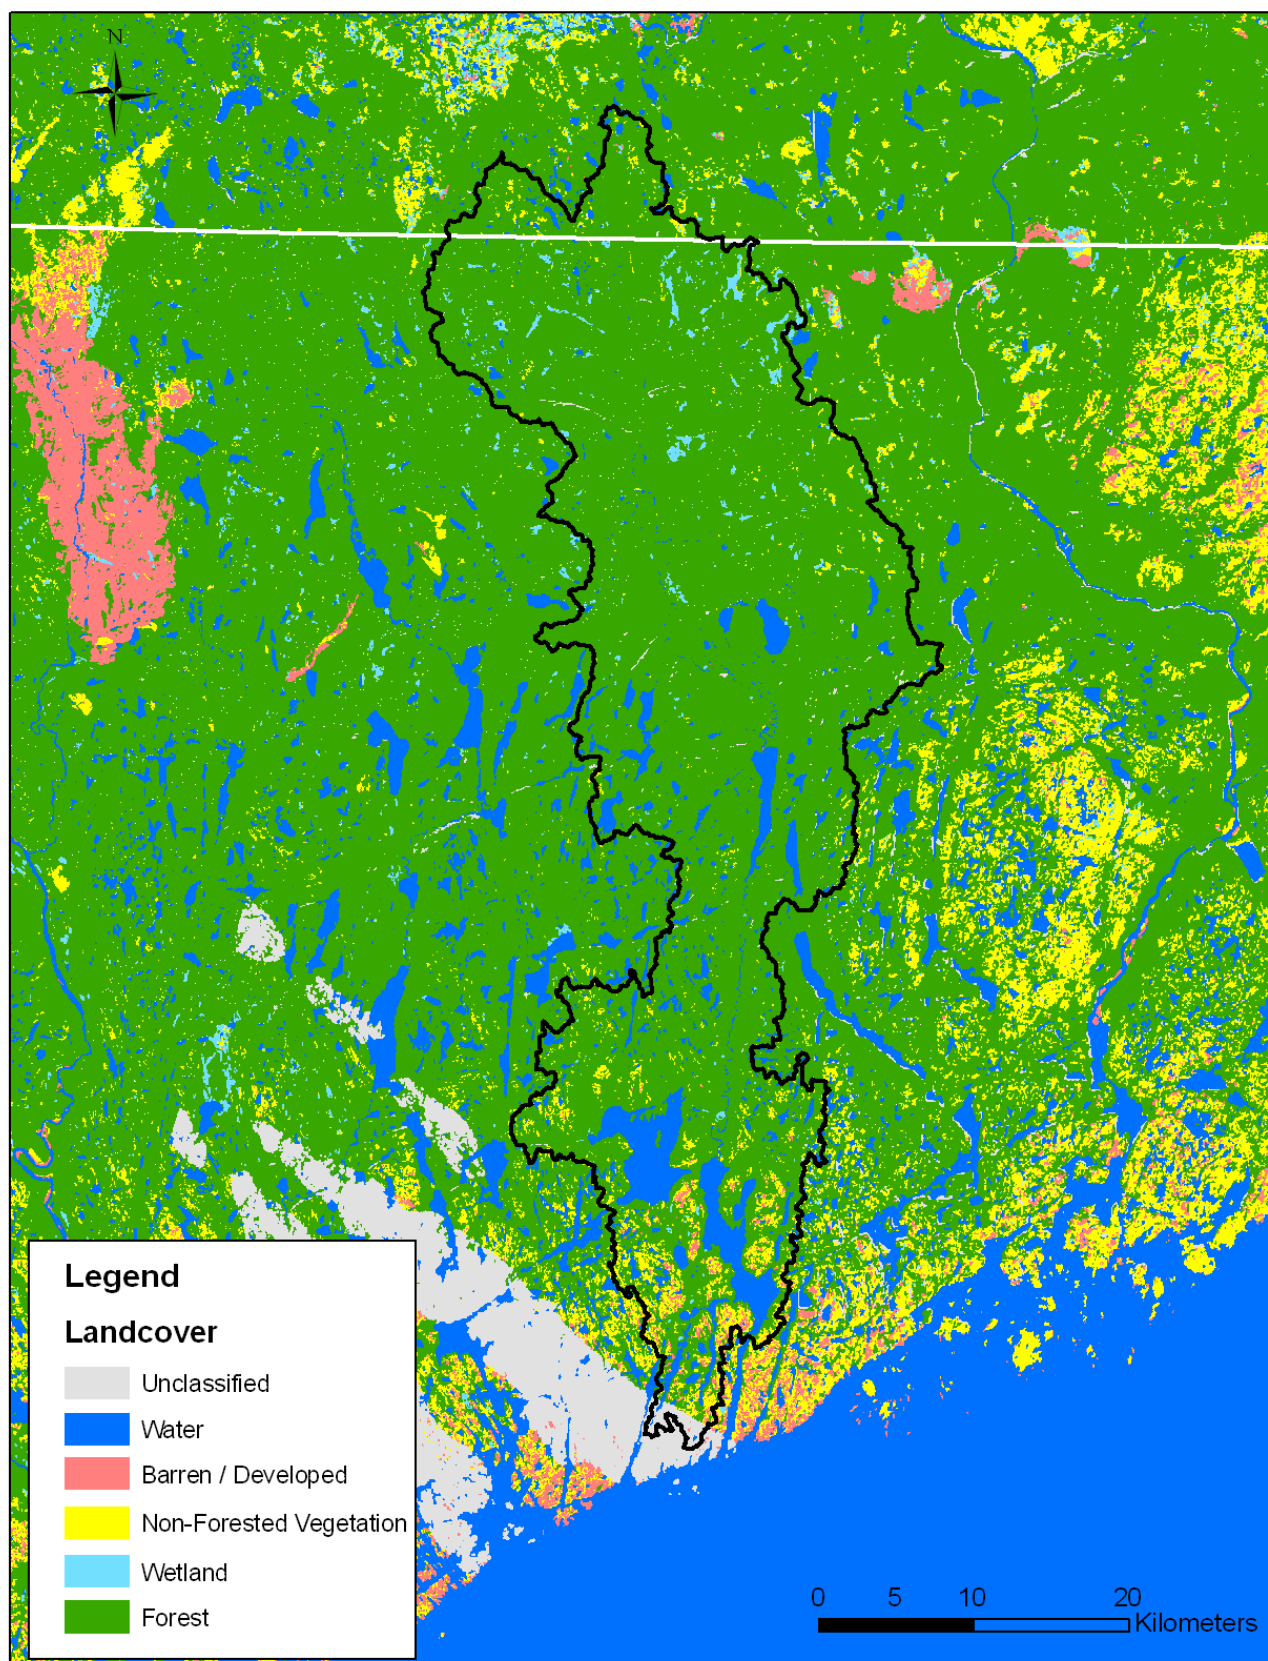 N
Legend
Landcover
Unclassified
Water
Barren / Developed
Non-Forested Vegetation
Wetland
Forest
0 5 10 20
Kilometers